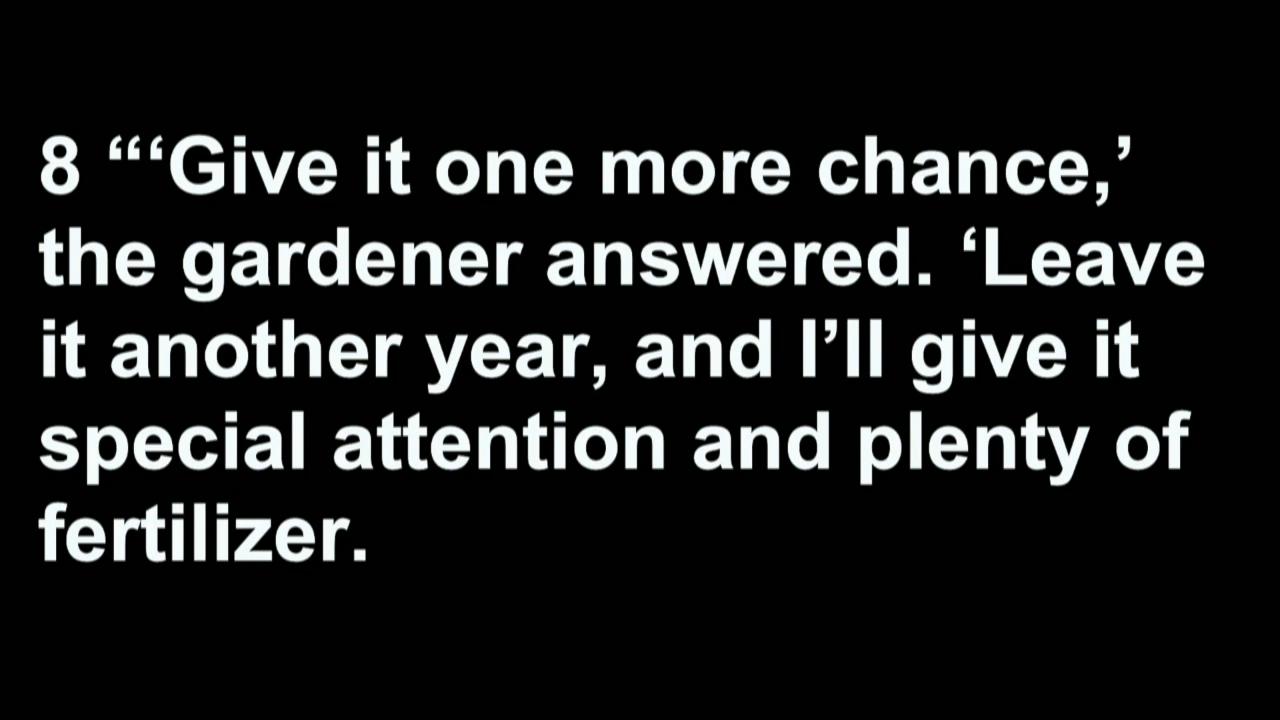 8 “‘Give it one more chance,’
the gardener answered. ‘Leave
it another year, and I’ll give it
special attention and plenty of
fertilizer.